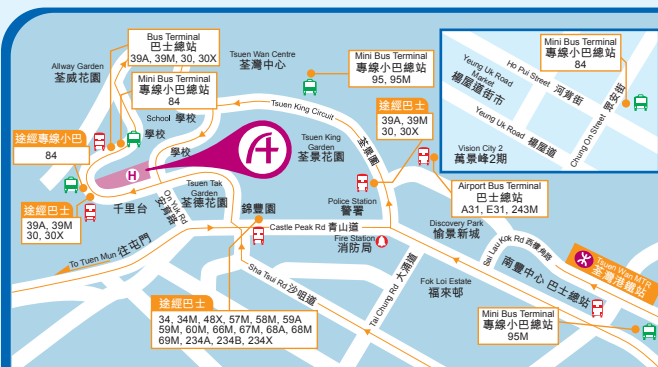 Bus Terminal
巴士總站
39A, 39M, 30, 30X
Allway Garden
荃威花園
Mini Bus Terminal
專線小巴總站
84
School 學校
學校
學校
途經專線小巴
84
H
途經巴士
39A, 39M
30, 30X
千里台
On Yuk Rd
安育路
Tsuen Tak
Garden
荃德花園
Tsuen Wan Centre
荃灣中心
Mini Bus Terminal
專線小巴總站
95, 95M
Tsuen King Circuit
荃景圍
Tsuen King
Garden
荃景花園
途經巴士
39A, 39M
30, 30X
錦豐園
Police Station
警署
Castle Peak Rd 青山道
Fire Station
消防局
To Tuen Mun 往屯門
Sha Tsui Rd 沙咀道
途經巴士
34, 34M, 48X, 57M, 58M, 59A
59M, 60M, 66M, 67M, 68A, 68M
69M, 234A, 234B, 234X
Tai Chung Rd 大涌道
Fok Loi Estate
福來邨
Airport Bus Terminal
巴士總站
A31, E31, 243M
Discovery Park
愉景新城
Sai Lau Kok Rd 西樓角路
南豐中心 巴士總站
Tsuen Wan MTR
荃灣港鐵站
Mini Bus Terminal
專線小巴總站
95M
Yeung Uk Road
Market
楊屋道街市
Ho Pui Street 河背街
Yeung Uk Road 楊屋道
Vision City 2
萬景峰2期
Chung On Street 眾安街
Mini Bus Terminal
專線小巴總站
84